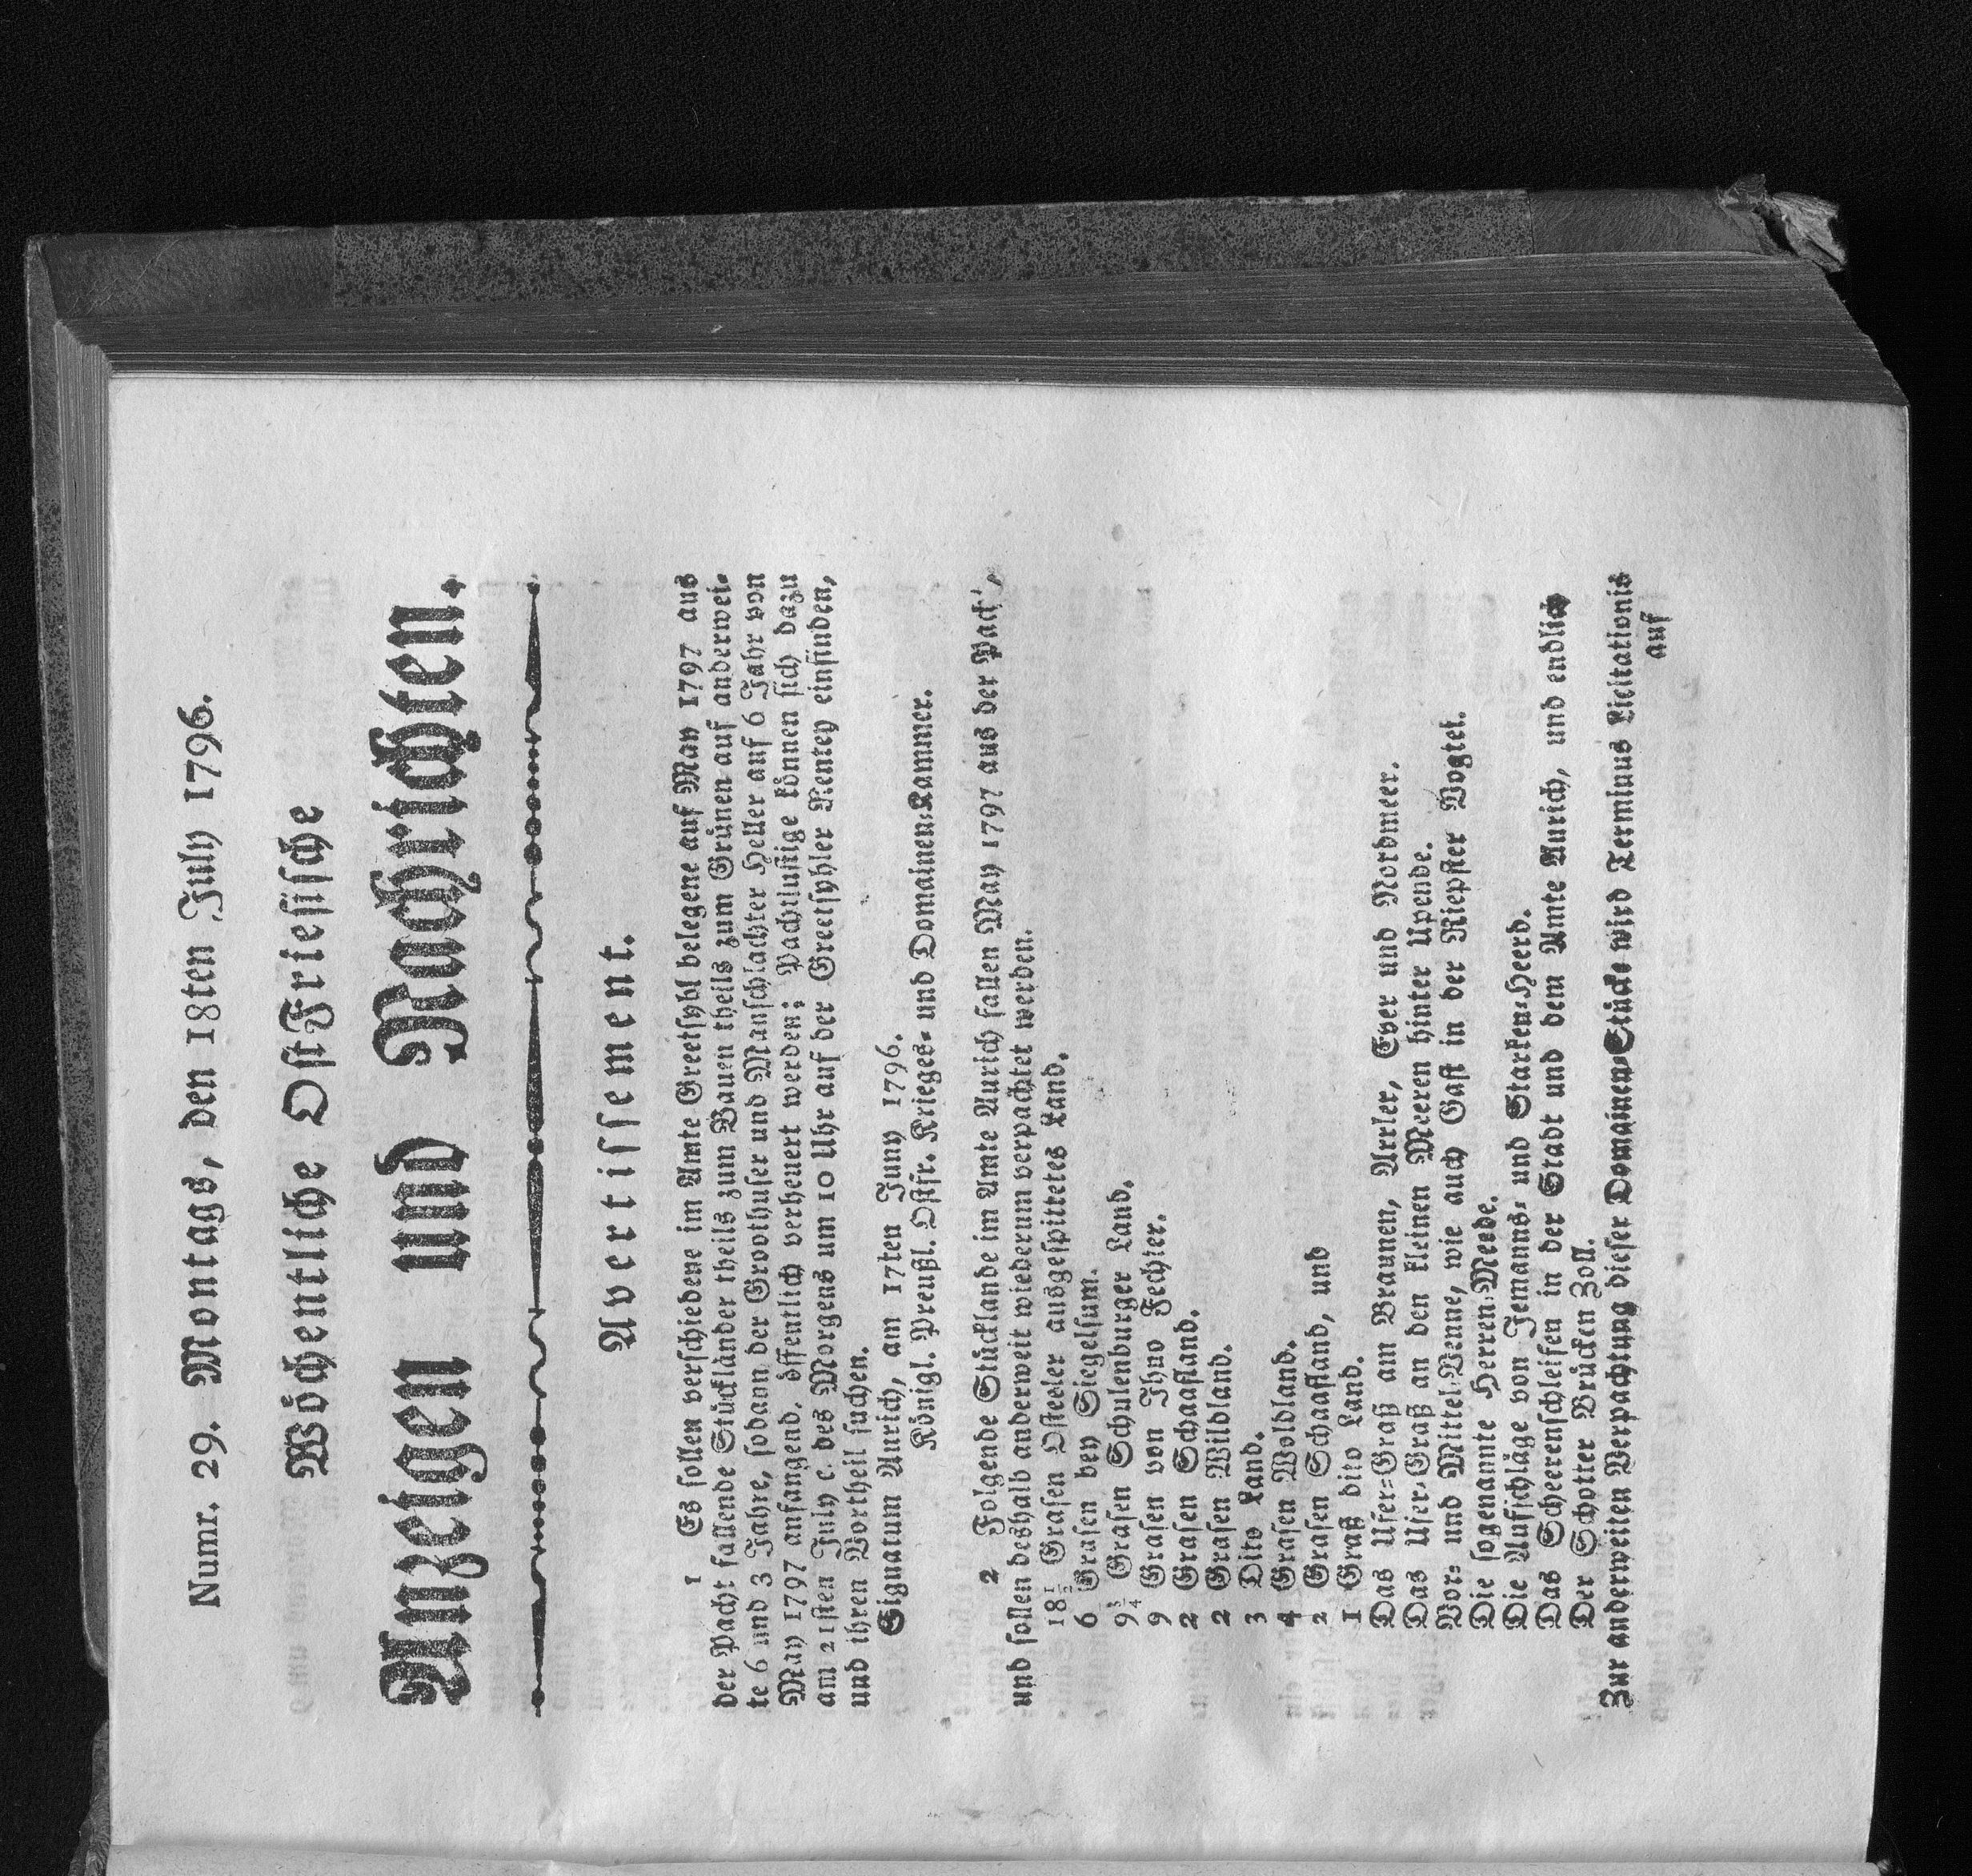 Numr. 29. Montags, den 18ten July 1796.
Wöchentliche OstFriesische
Anzeigen und Nachrichten.
Avertissement.
1 Es sollen verschiedene im Amte Greetsyhl belegene auf May 1797 aus
der Pacht fallende Stückländer theils zum Bauen theils zum Grünen auf anderwei-
te 6 und 3 Jahre, sodann der Groothuser und Manschlachter Heller auf 6 Jahr von
May 1797 anfangend, öffentlich verheuert werden; Pachtlustige können sich dazu
am 21sten July c. des Morgens um 10 Uhr auf der Greetsyhler Rentey einfinden,
und ihren Vortheil suchen.
Signatum Aurich, am 17ten Juny 1796.
Königl. Preußl. Ostfr. Krieges- und Domainen-Kammer.
2 Folgende Stücklande im Amte Aurich fallen May 1797 aus der Pacht,
und sollen deshalb anderweit wiederum verpachtet werden.
18½ Grasen Osteeler ausgespittetes Land.
6 Grasen bey Siegelsum.
9¾ Grasen Schulenburger Land.
9 Grasen von Ihno Fechter.
2 Grasen Schaafland.
2 Grasen Wildland.
3 Dito Land.
4 Grasen Woldland.
2 Grasen Schaafland, und
1 Graß dito Land.
Das Ufer-Graß am Braunen, Arrler, Ever und Nordmeer.
Das Ufer-Graß an den kleinen Meeren hinter Upende.
Vor- und Mittel-Venne, wie auch Gast in der Riepster Vogtei.
Die sogenannte Herren-Meede.
Die Aufschläge von Jemanns- und Starken-Heerd.
Das Scheerenschleifen in der Stadt und dem Amte Aurich, und endlich
Der Schotter Brücken Zoll.
Zur anderweiten Verpachtung dieser Domainen-Stücke wird Terminus Licitationis
auf